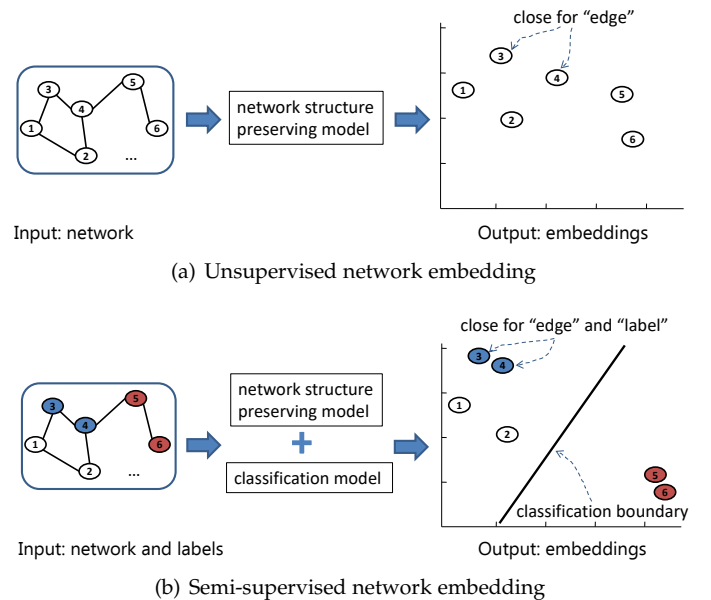 close for “edge”
3
4
1
2
5
6
3
5
4
1
6
2
...
network structure
preserving model
Input: network
Output: embeddings
(a) Unsupervised network embedding
close for “edge” and “label”
3
4
1
2
5
6
classification boundary
3
5
4
1
6
2
...
network structure
preserving model
+
classification model
Input: network and labels
Output: embeddings
(b) Semi-supervised network embedding